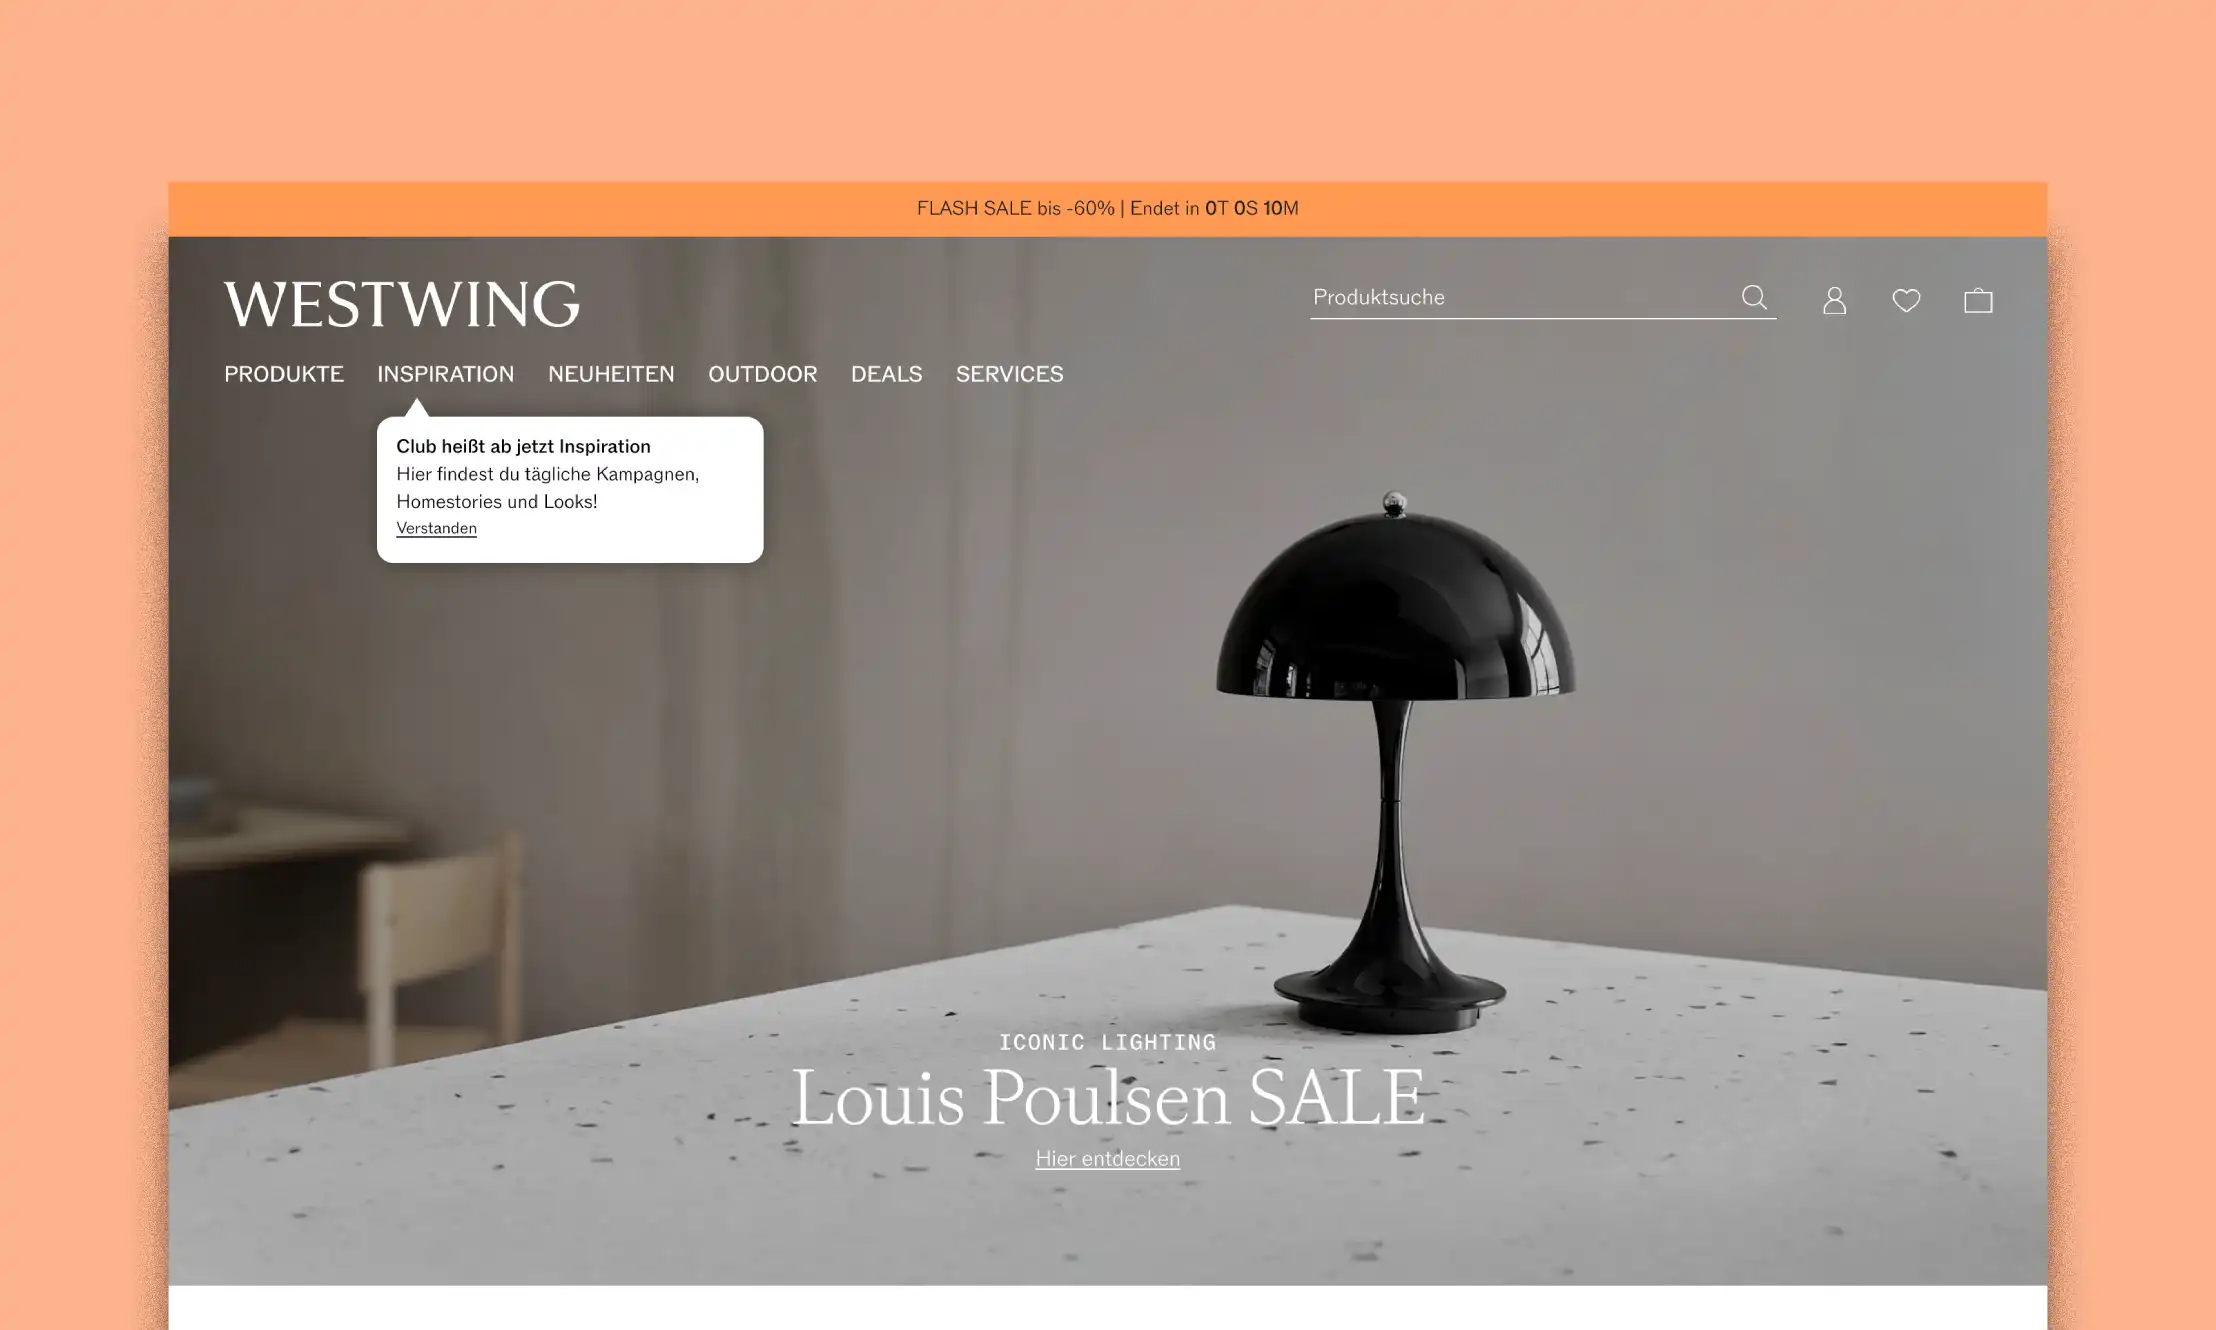 FLASH SALE bis -60% | Endet in 0T 0S 10M
WESTWING
Produktsuche
PRODUKTE INSPIRATION NEUHEITEN OUTDOOR DEALS SERVICES
Club heißt ab jetzt Inspiration
Hier findest du tägliche Kampagnen,
Homestories und Looks!
Verstanden
ICONIC LIGHTING
Louis Poulsen SALE
Hier entdecken